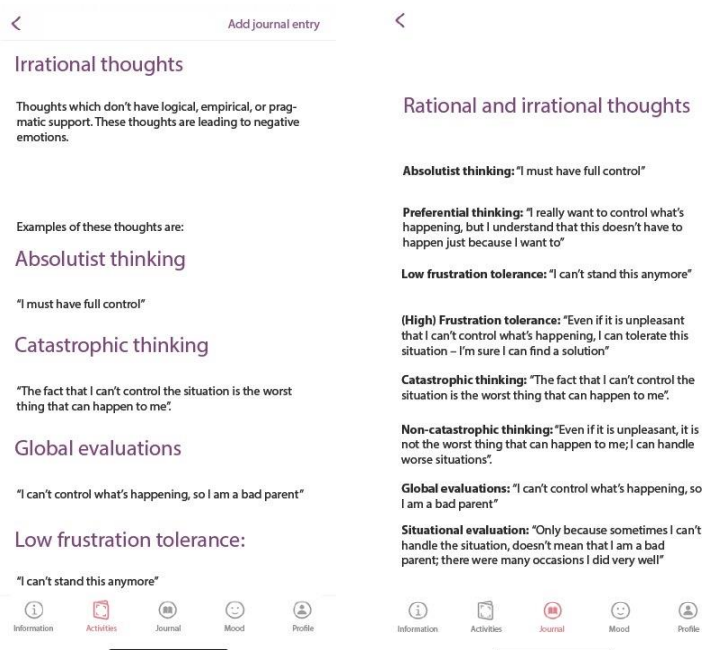 Add journal entry
Irrational thoughts
Thoughts which don’t have logical, empirical, or prag-
matic support. These thoughts are leading to negative
emotions.
Examples of these thoughts are:
Absolutist thinking
“I must have full control”
Catastrophic thinking
“The fact that I can’t control the situation is the worst
thing that can happen to me”.
Global evaluations
“I can’t control what’s happening, so I am a bad parent”
Low frustration tolerance:
“I can’t stand this anymore”
Information Activities Journal Mood Profile
Rational and irrational thoughts
Absolutist thinking: “I must have full control”
Preferential thinking: “I really want to control what’s
happening, but I understand that this doesn’t have to
happen just because I want to”
Low frustration tolerance: “I can’t stand this anymore”
(High) Frustration tolerance: “Even if it is unpleasant
that I can’t control what’s happening, I can tolerate this
situation – I’m sure I can find a solution”
Catastrophic thinking: “The fact that I can’t control the
situation is the worst thing that can happen to me”.
Non-catastrophic thinking: “Even if it is unpleasant, it is
not the worst thing that can happen to me; I can handle
worse situations”.
Global evaluations: “I can’t control what’s happening, so
I am a bad parent”
Situational evaluation: “Only because sometimes I can’t
handle the situation, doesn’t mean that I am a bad
parent; there were many occasions I did very well”
Information Activities Journal Mood Profile